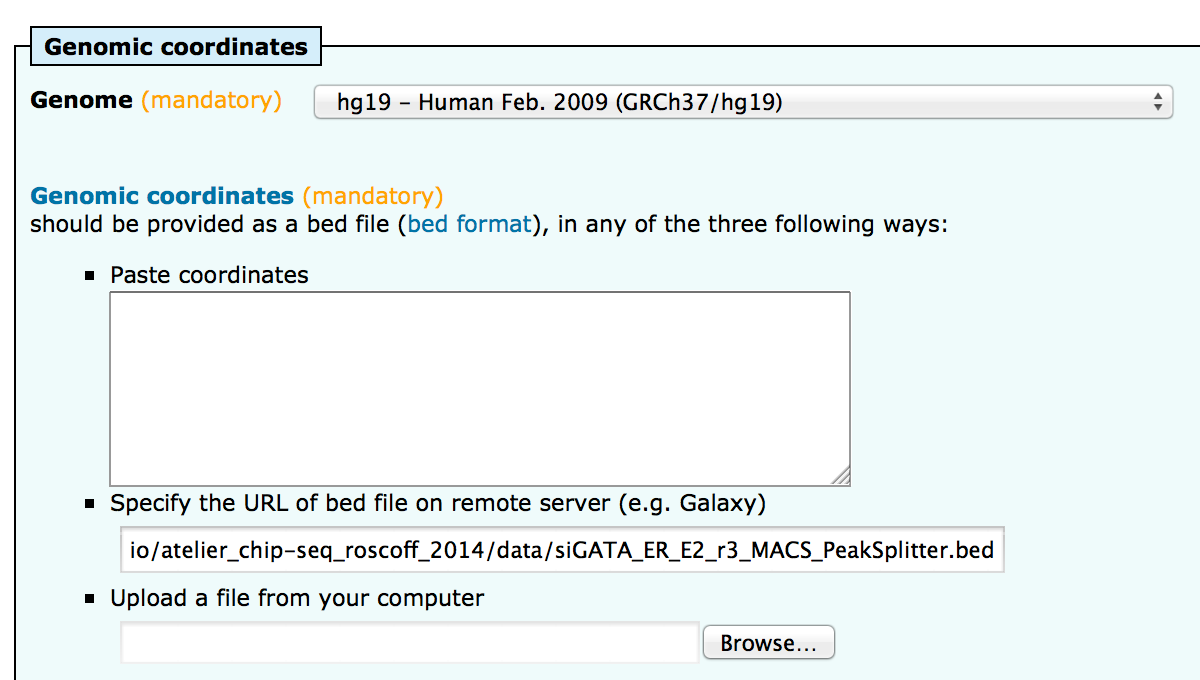 Genomic coordinates
Genome (mandatory) hg19 – Human Feb. 2009 (GRCh37/hg19)
Genomic coordinates (mandatory)
should be provided as a bed file (bed format), in any of the three following ways:
Paste coordinates
Specify the URL of bed file on remote server (e.g. Galaxy)
io/atelier_chip-seq_roscoff_2014/data/siGATA_ER_E2_r3_MACS_PeakSplitter.bed
Upload a file from your computer
Browse...